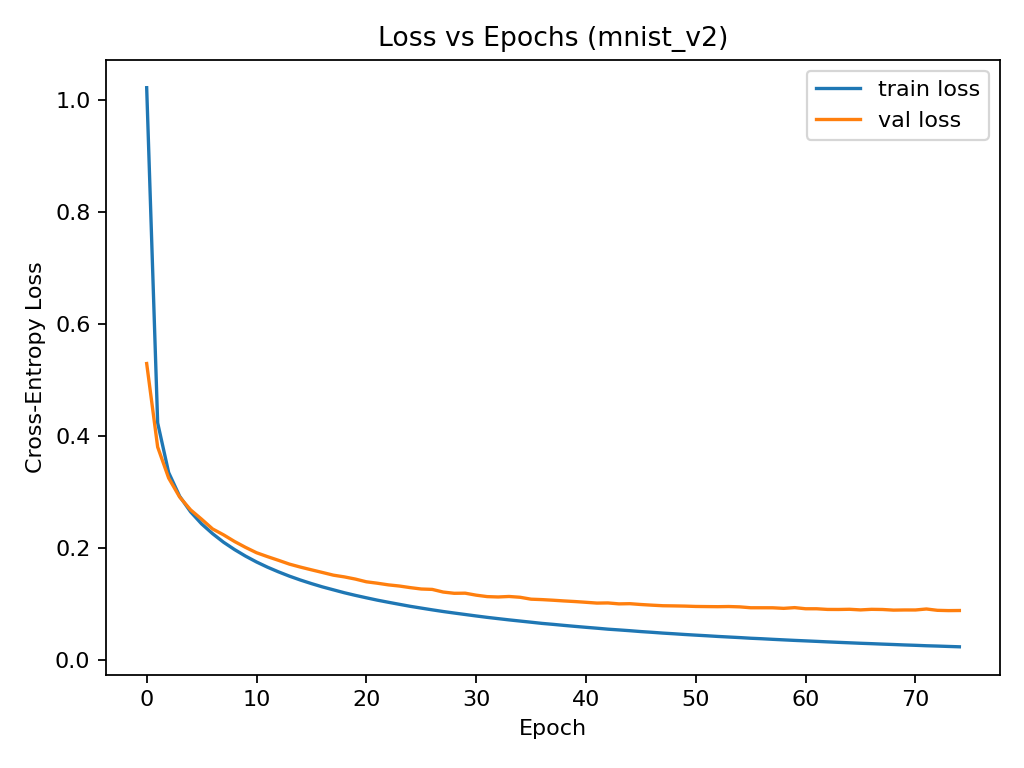 Loss vs Epochs (mnist_v2)
train loss
val loss
Cross-Entropy Loss
1.0
0.8
0.6
0.4
0.2
0.0
0 10 20 30 40 50 60 70
Epoch